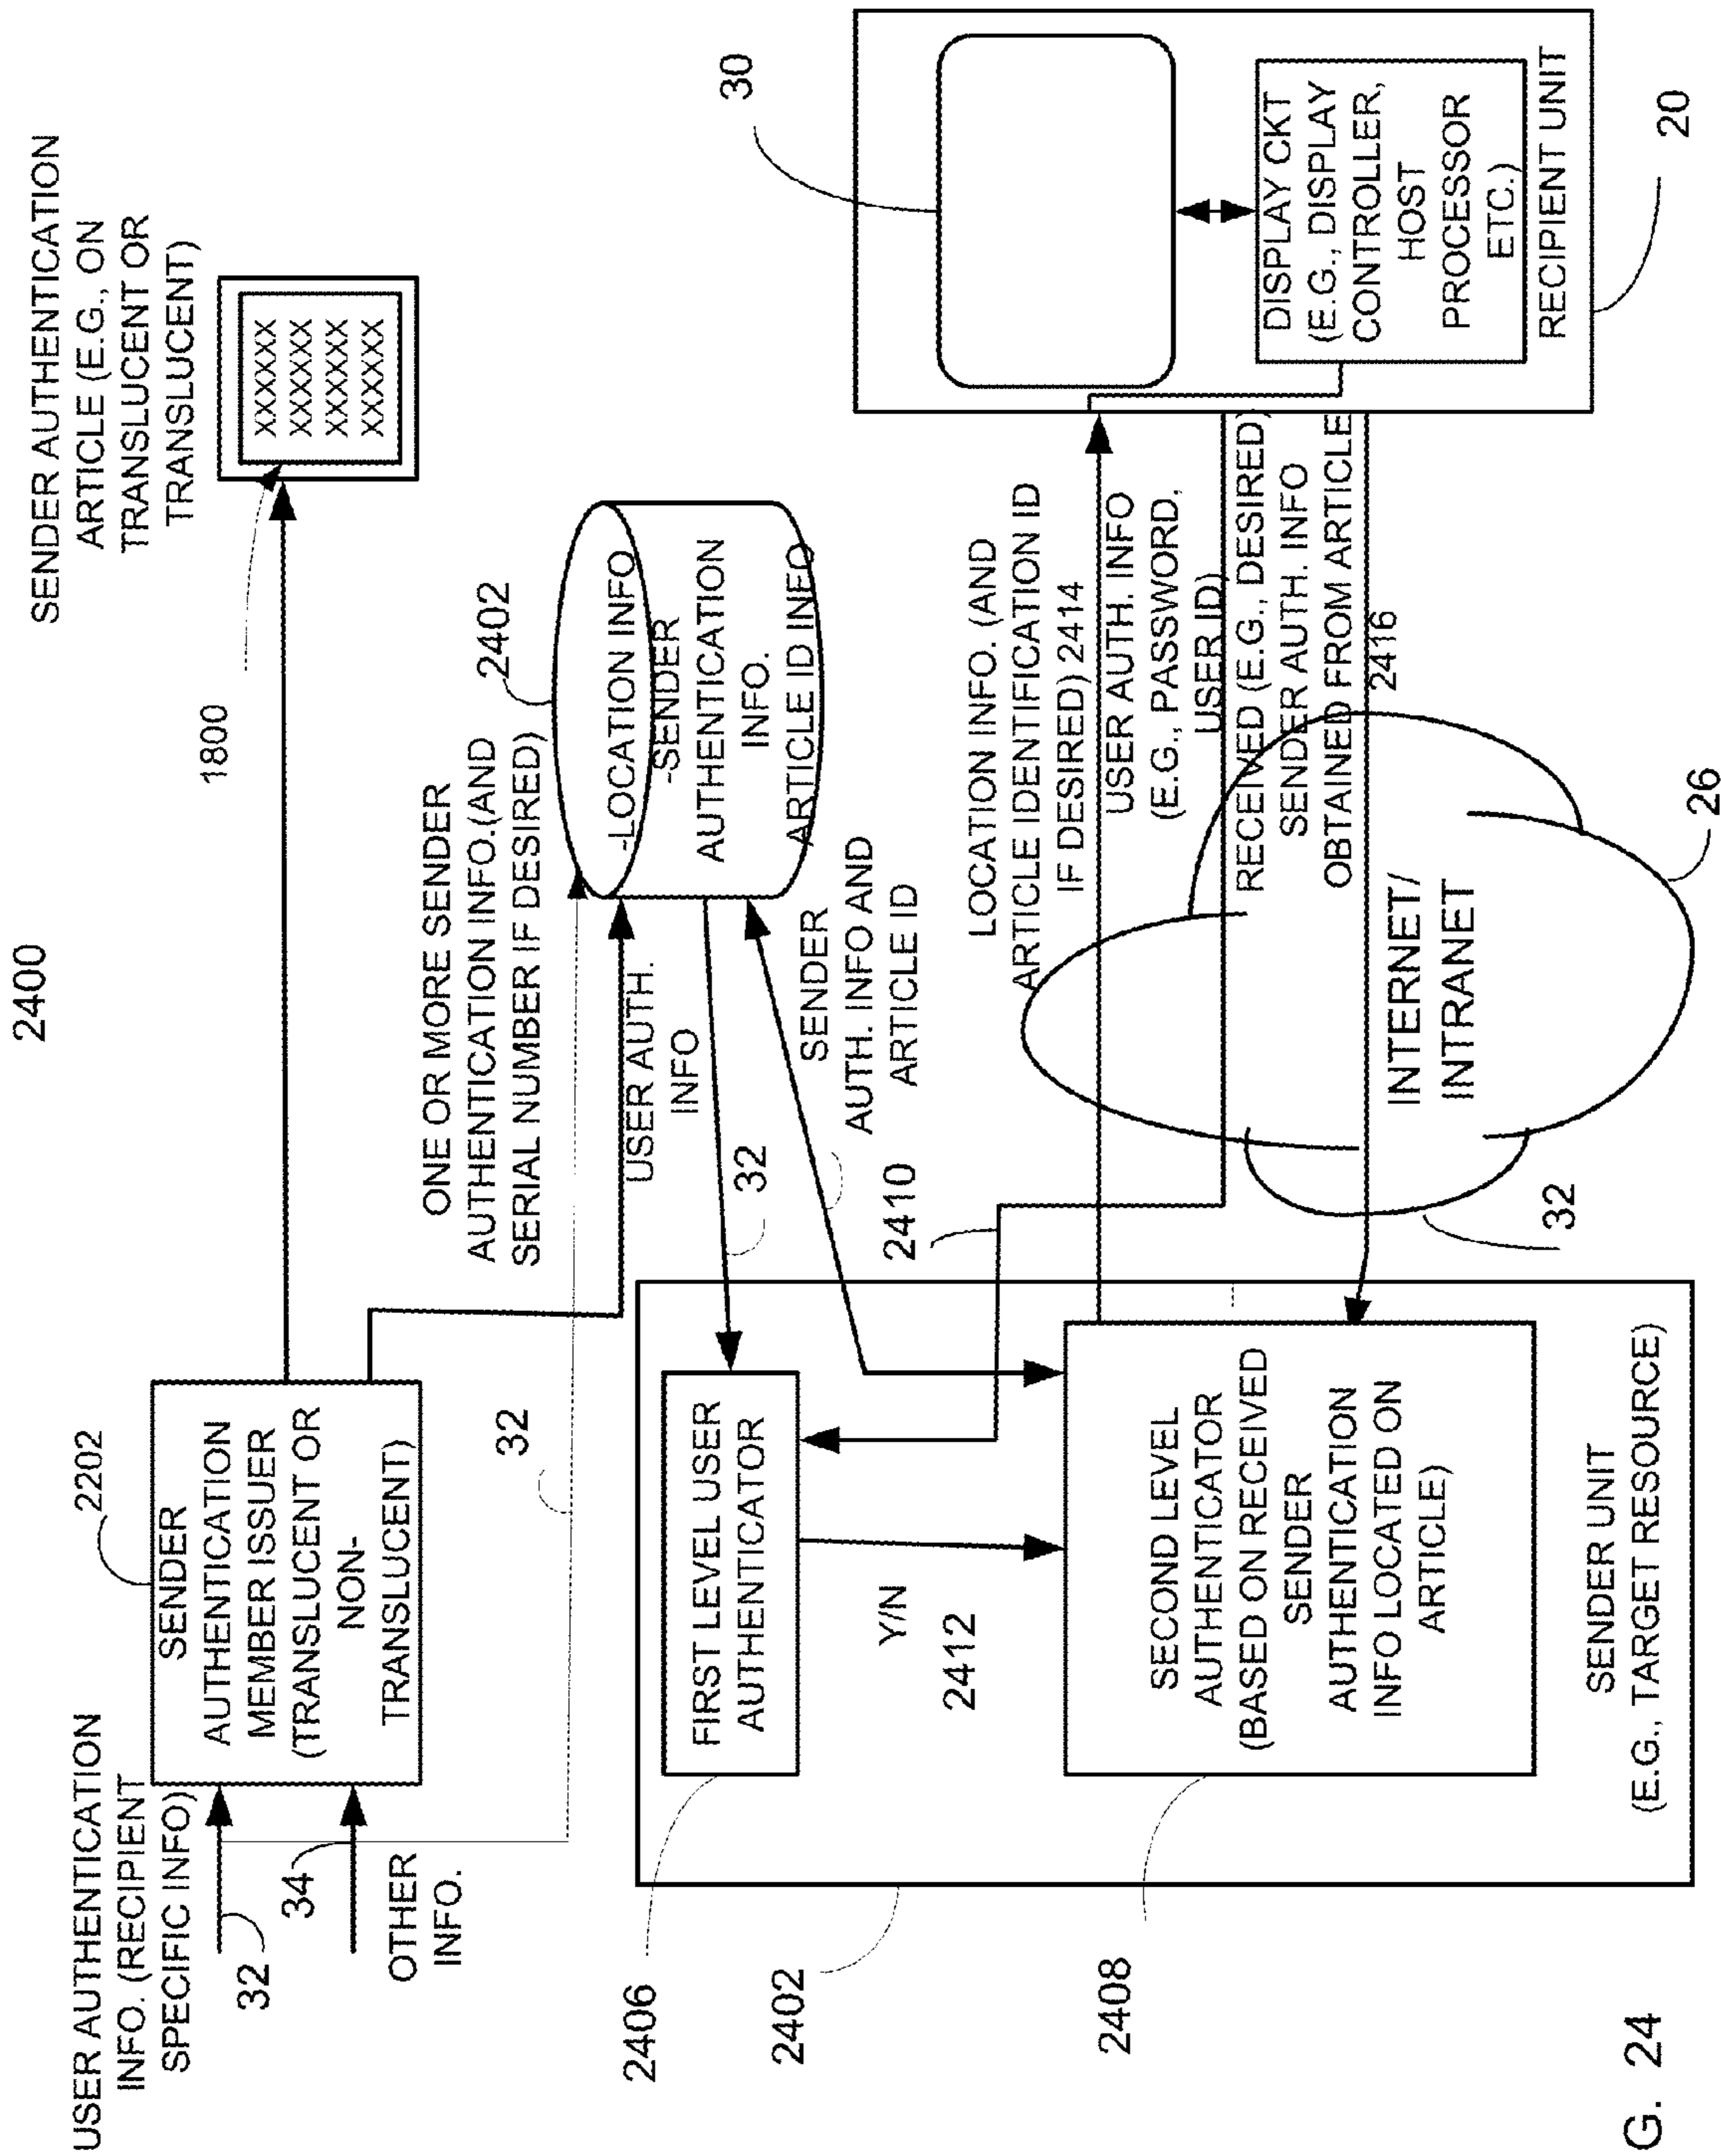 2400
SENDER AUTHENTICATION
ARTICLE (E.G., ON
TRANSLUCENT OR
TRANSLUCENT)
1800
XXXXXX
XXXXXX
XXXXX
XXXXX
2202
SENDER
AUTHENTICATION
MEMBER ISSUER
(TRANSLUCENT OR
NON-
TRANSLUCENT)
USER AUTHENTICATION
INFO. (RECIPIENT
SPECIFIC INFO)
32
34
OTHER
INFO.
32
ONE OR MORE SENDER
AUTHENTICATION INFO.(AND
SERIAL NUMBER IF DESIRED)
USER AUTH.
INFO
2402
-LOCATION INFO
-SENDER
AUTHENTICATION
INFO.
-ARTICLE ID INFO
32
SENDER
AUTH. INFO AND
ARTICLE ID
2410
FIRST LEVEL USER
AUTHENTICATOR
Y/N
2412
SECOND LEVEL
AUTHENTICATOR
(BASED ON RECEIVED
SENDER
AUTHENTICATION
INFO LOCATED ON
ARTICLE)
SENDER UNIT
(E.G., TARGET RESOURCE)
2406
2402
2408
LOCATION INFO. (AND
ARTICLE IDENTIFICATION ID
IF DESIRED) 2414
USER AUTH. INFO
(E.G., PASSWORD,
USER ID)
RECEIVED (E.G., DESIRED)
SENDER AUTH. INFO
OBTAINED FROM ARTICLE
2416
INTERNET/
INTRANET
26
32
30
DISPLAY CKT
(E.G., DISPLAY
CONTROLLER,
HOST
PROCESSOR
ETC.)
RECIPIENT UNIT
20
G. 24